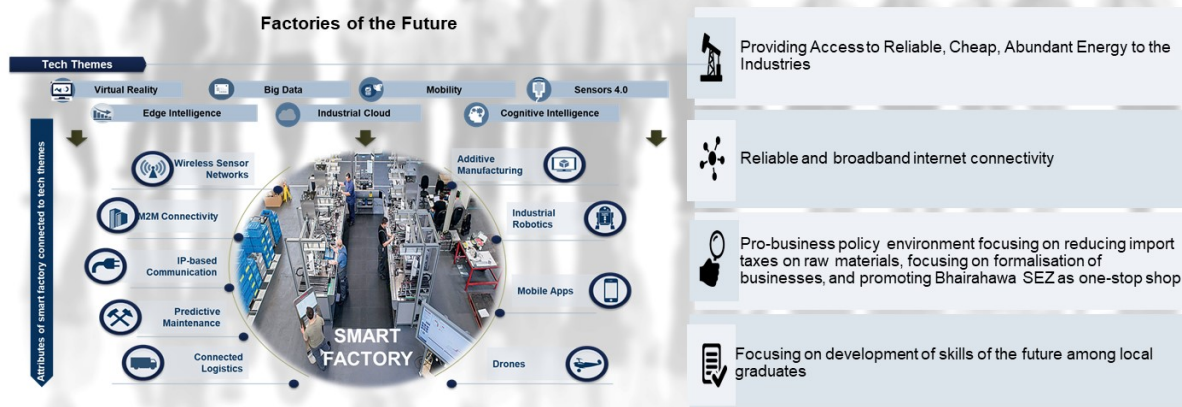 Factories of the Future
Tech Themes
Virtual Reality
Big Data
Mobility
Sensors 4.0
Edge Intelligence
Industrial Cloud
Cognitive Intelligence
Attributes of smart factory connected to tech themes
Wireless Sensor
Networks
M2M Connectivity
IP-based
Communication
Predictive
Maintenance
Connected
Logistics
SMART
FACTORY
Additive
Manufacturing
Industrial
Robotics
Mobile Apps
Drones
Providing Access to Reliable, Cheap, Abundant Energy to the
Industries
Reliable and broadband internet connectivity
Pro-business policy environment focusing on reducing import
taxes on raw materials, focusing on formalisation of
businesses, and promoting Bhairahawa SEZ as one-stop shop
Focusing on development of skills of the future among local
graduates